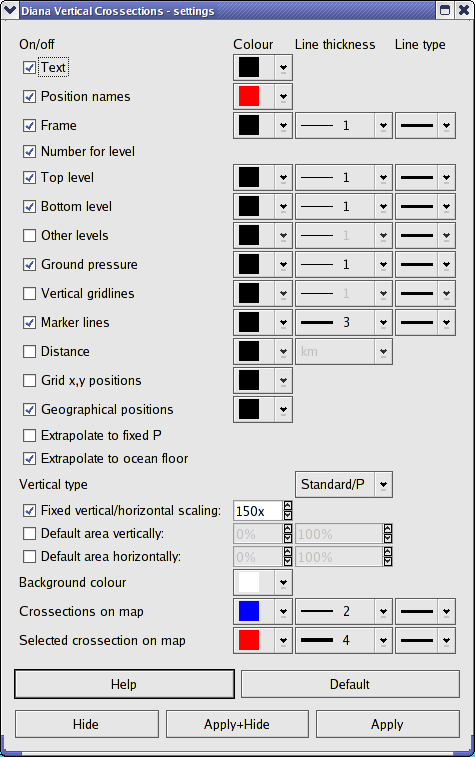 Diana Vertical Crossections - settings
On/off Colour Line thickness Line type
Text
Position names
Frame 1
Number for level
Top level 1
Bottom level 1
Other levels 1
Ground pressure 1
Vertical gridlines 1
Marker lines 3
Distance km
Grid x,y positions
Geographical positions
Extrapolate to fixed P
Extrapolate to ocean floor
Vertical type Standard/P
Fixed vertical/horizontal scaling: 150x
Default area vertically: 0% 100%
Default area horizontally: 0% 100%
Background colour
Crossections on map 2
Selected crossection on map 4
Help Default
Hide Apply+Hide Apply